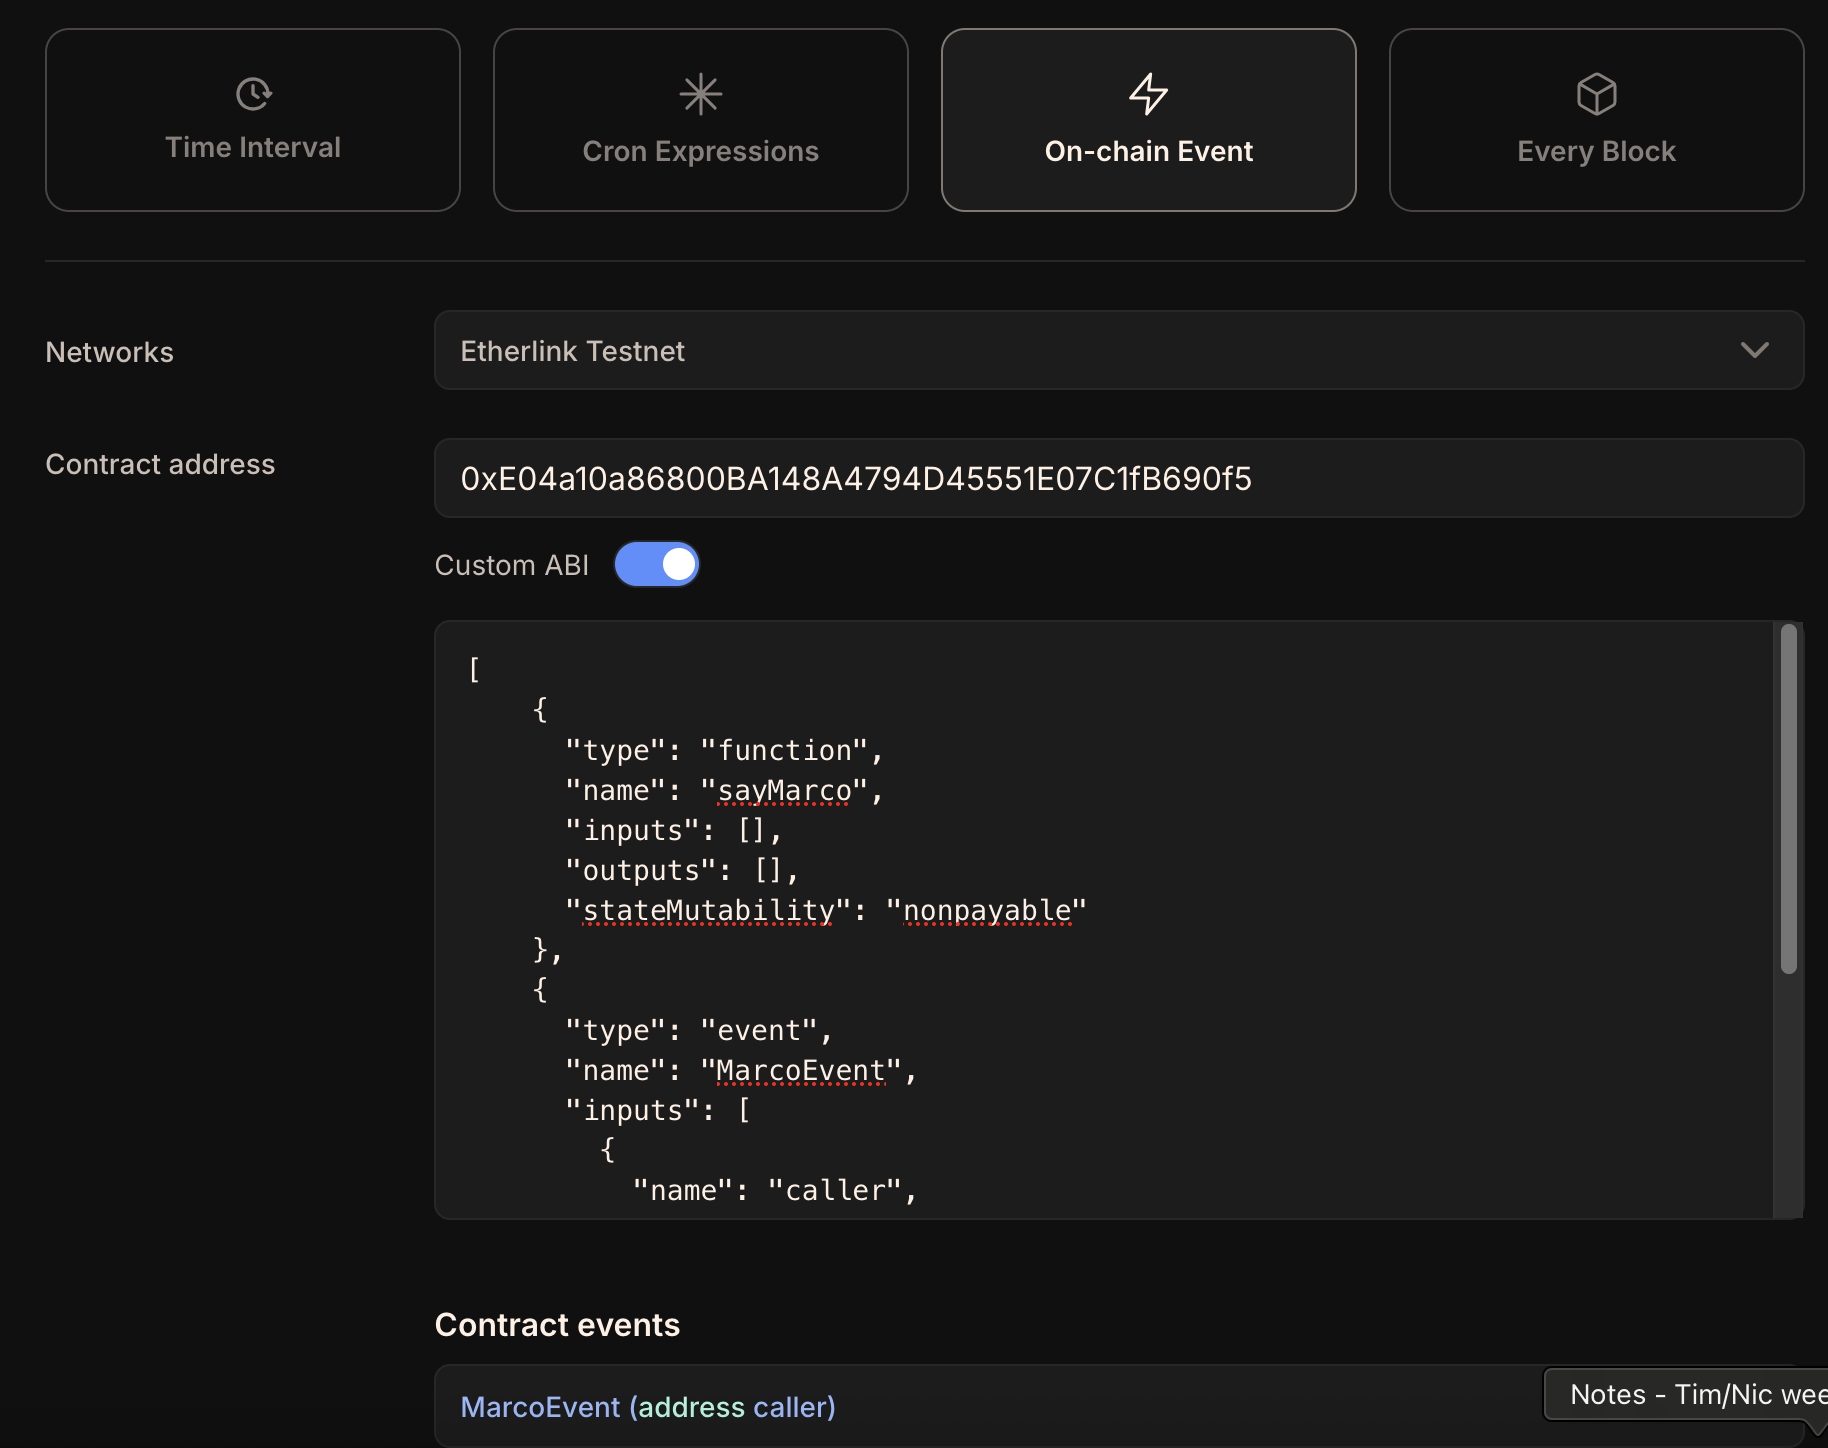 Time Interval
Cron Expressions
On-chain Event
Every Block
Networks
Etherlink Testnet
Contract address
0xE04a10a86800BA148A4794D45551E07C1fB690f5
Custom ABI
[
    {
      "type": "function",
      "name": "sayMarco",
      "inputs": [],
      "outputs": [],
      "stateMutability": "nonpayable"
    },
    {
      "type": "event",
      "name": "MarcoEvent",
      "inputs": [
        {
          "name": "caller",
Contract events
MarcoEvent (address caller)
Notes - Tim/Nic wee